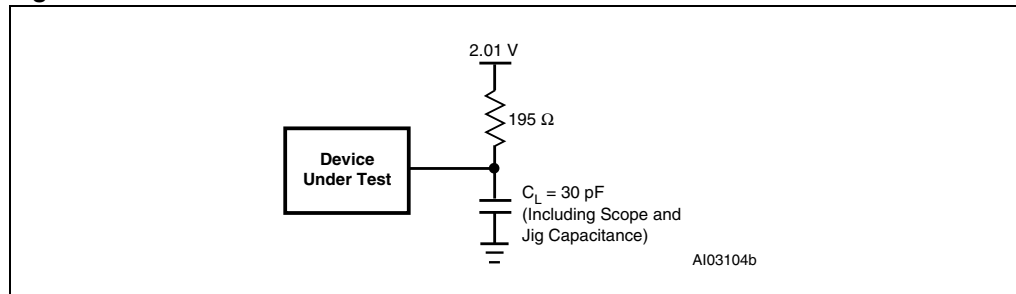 2.01 V
195 Ω
Device
Under Test
C_L = 30 pF
(Including Scope and
Jig Capacitance)
AI03104b